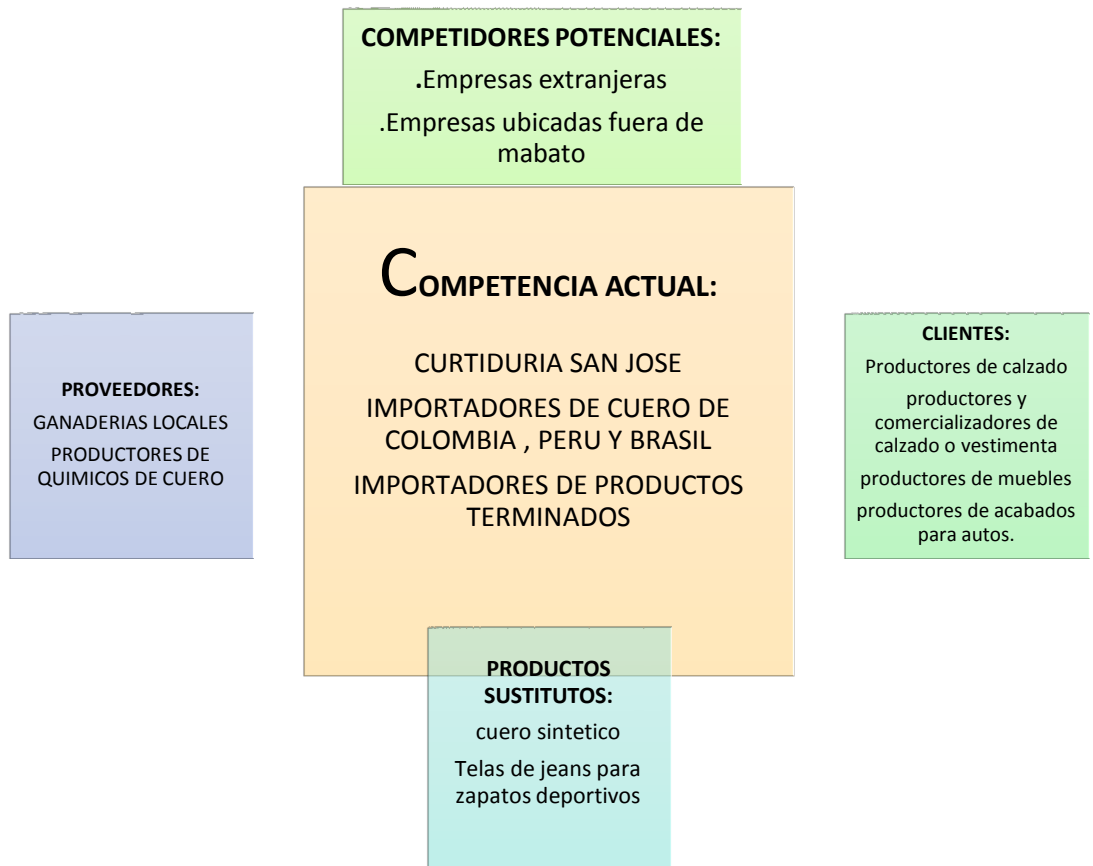 COMPETIDORES POTENCIALES:
.Empresas extranjeras
.Empresas ubicadas fuera de
mabato
COMPETENCIA ACTUAL:
CURTIDURIA SAN JOSE
IMPORTADORES DE CUERO DE
COLOMBIA , PERU Y BRASIL
IMPORTADORES DE PRODUCTOS
TERMINADOS
PROVEEDORES:
GANADERIAS LOCALES
PRODUCTORES DE
QUIMICOS DE CUERO
CLIENTES:
Productores de calzado
productores y
comercializadores de
calzado o vestimenta
productores de muebles
productores de acabados
para autos.
PRODUCTOS
SUSTITUTOS:
cuero sintetico
Telas de jeans para
zapatos deportivos